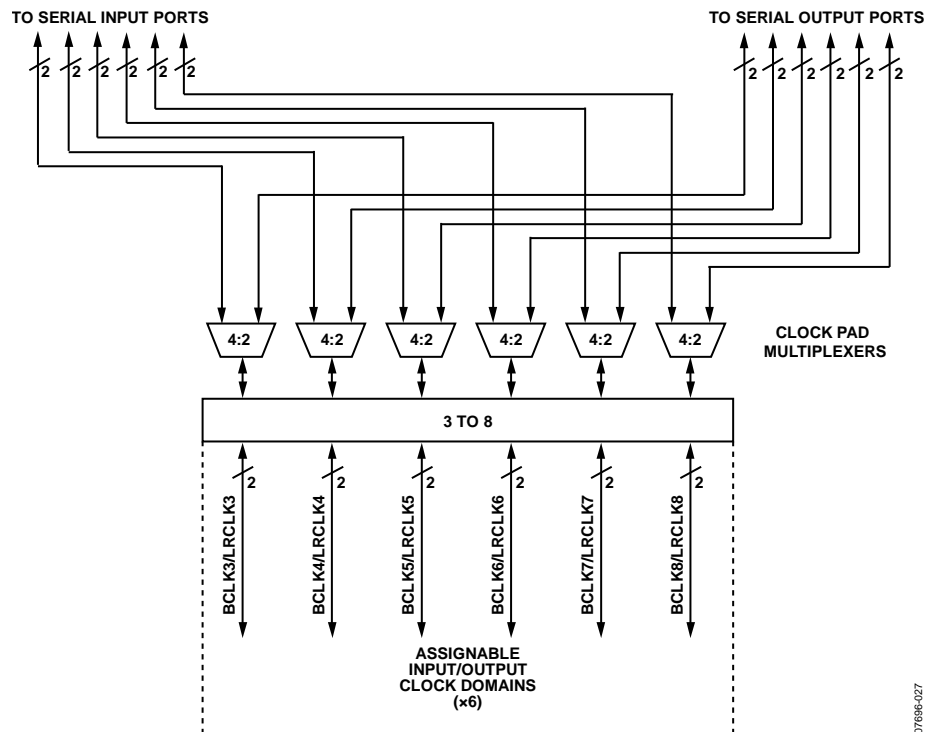 TO SERIAL INPUT PORTS
TO SERIAL OUTPUT PORTS
2 2 2 2 2 2
2 2 2 2 2 2
4:2 4:2 4:2 4:2 4:2 4:2
CLOCK PAD
MULTIPLEXERS
3 TO 8
2 2 2 2 2 2
BCLK3/LRCLK3
BCLK4/LRCLK4
BCLK5/LRCLK5
BCLK6/LRCLK6
BCLK7/LRCLK7
BCLK8/LRCLK8
ASSIGNABLE
INPUT/OUTPUT
CLOCK DOMAINS
(×6)
07696-027